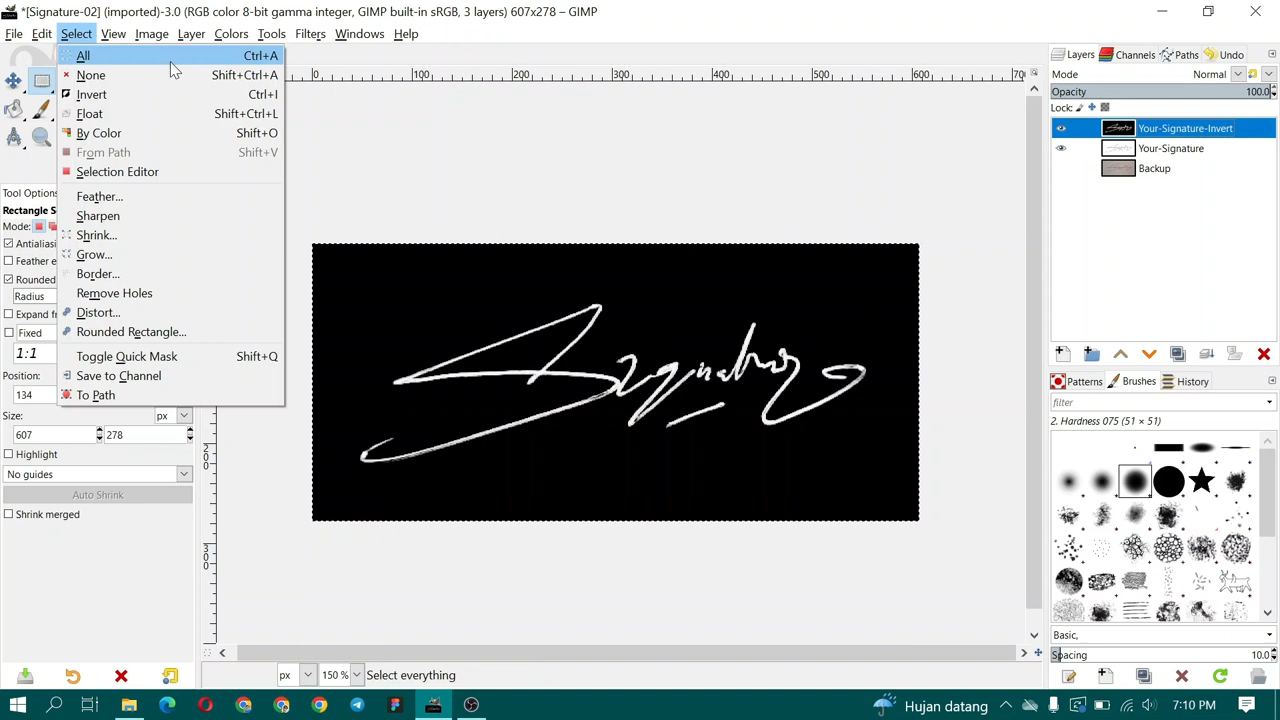 *[Signature-02] (imported)-3.0 (RGB color 8-bit gamma integer, GIMP built-in sRGB, 3 layers) 607x278 – GIMP
File Edit Select View Image Layer Colors Tools Filters Windows Help
All Ctrl+A
None Shift+Ctrl+A
Invert Ctrl+I
Float Shift+Ctrl+L
By Color Shift+O
From Path Shift+V
Selection Editor
Feather...
Sharpen
Shrink...
Grow...
Border...
Remove Holes
Distort...
Rounded Rectangle...
Toggle Quick Mask Shift+Q
Save to Channel
To Path
Tool Options
Rectangle S
Mode:
Antialiasi
Feather e
Rounded
Radius
Expand fr
Fixed
1:1
Position:
134
Size: px
607 278
Highlight
No guides
Auto Shrink
Shrink merged
0 100 200 300 400 500 700
200
300
Signature
px 150 % Select everything
Layers Channels Paths Undo
Mode Normal
Opacity 100.0
Lock:
Your-Signature-Invert
Your-Signature
Backup
Patterns Brushes History
filter
2. Hardness 075 (51 × 51)
Basic,
Spacing 10.0
Hujan datang 7:10 PM